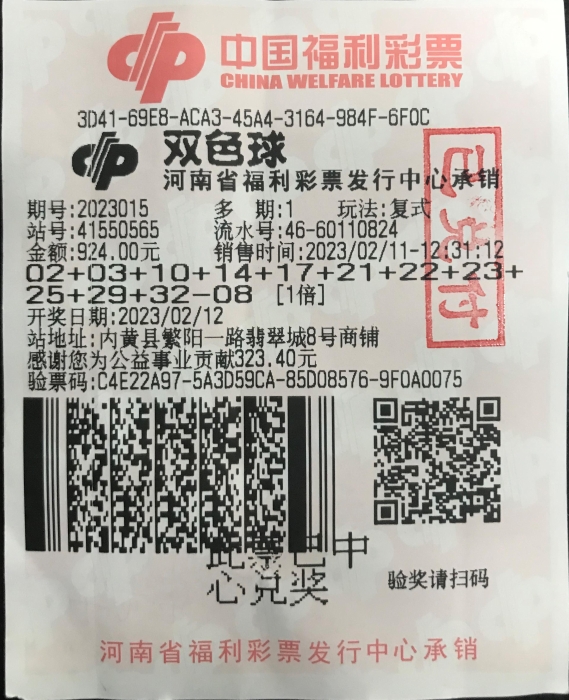 中国福利彩票
CHINA WELFARE LOTTERY
3D41-69E8-ACA3-45A4-3164-984F-6F0C
双色球
河南省福利彩票发行中心承销
期号:2023015 多 期:1 玩法:复式
站号:41550565 流水号:46-60110824
金额:924.00元 销售时间:2023/02/11-12:31:12
02+03+10+14+17+21+22+23+
25+29+32-08 [1倍]
开奖日期:2023/02/12
站地址:内黄县繁阳一路翡翠城8号商铺
感谢您为公益事业贡献323.40元
验票码:C4E22A97-5A3D59CA-85D08576-9F0A0075
已兑付
此票已中
心兑奖
验奖请扫码
河南省福利彩票发行中心承销